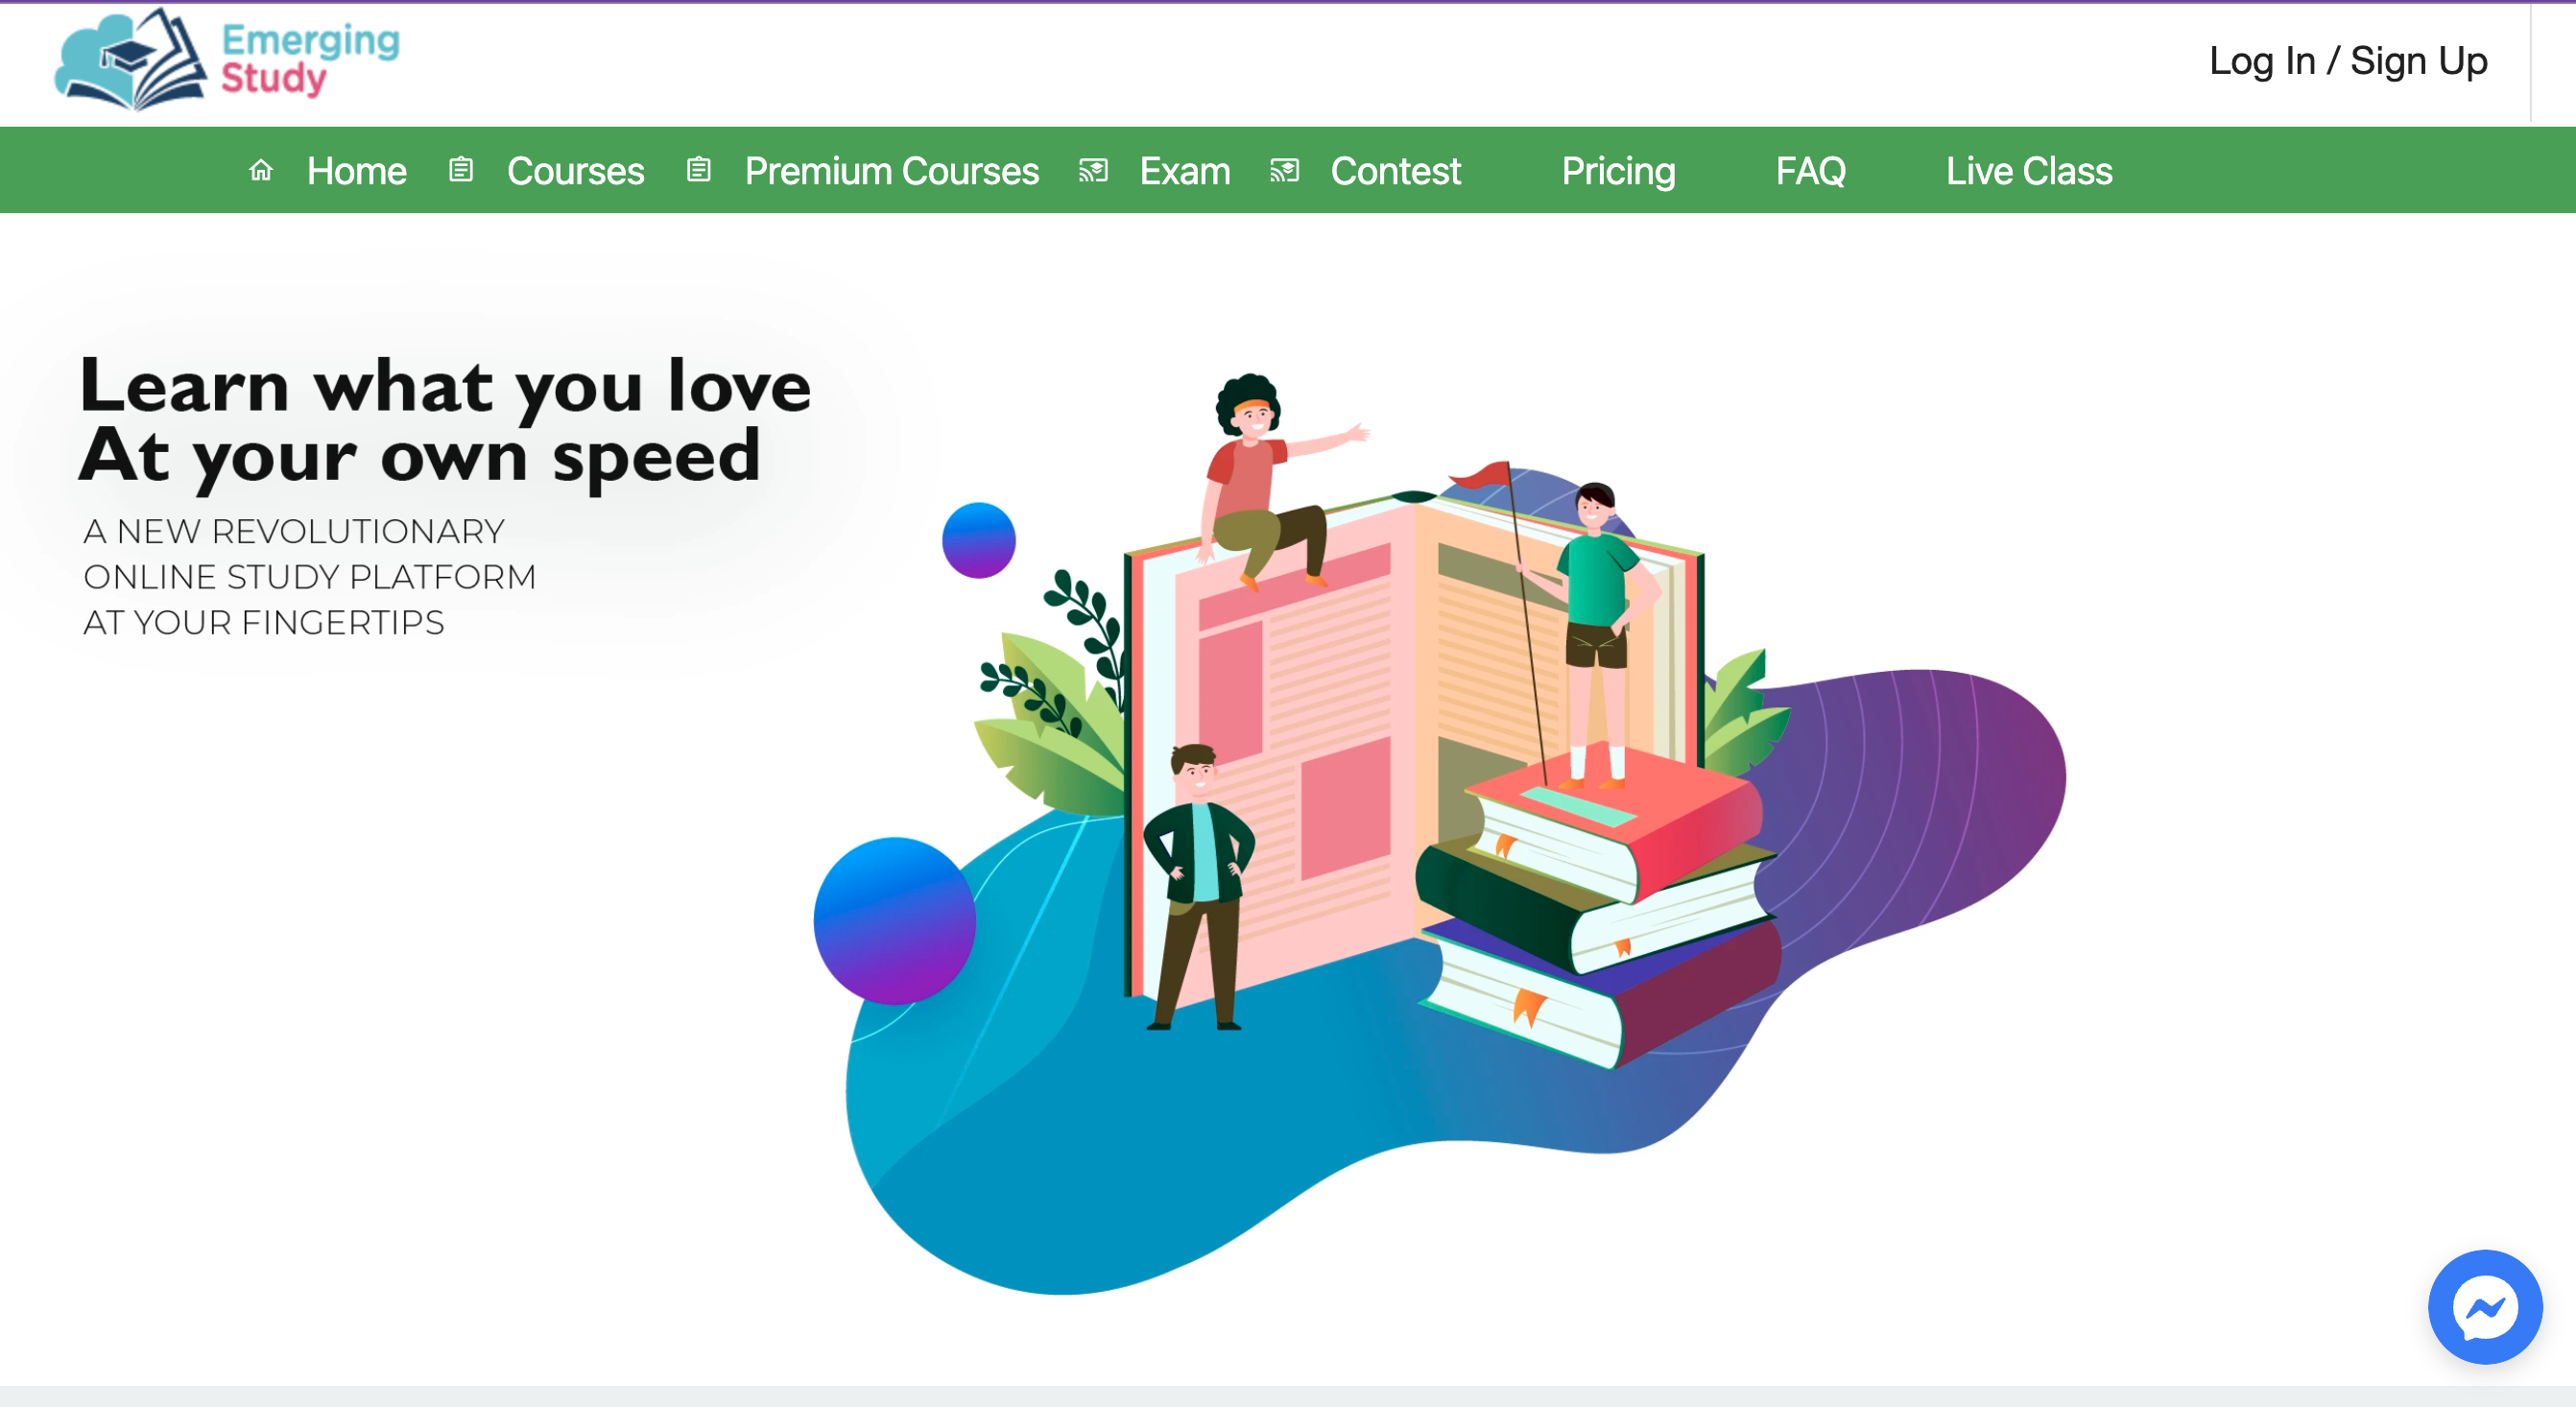 Emerging
Study
Log In / Sign Up
Home Courses Premium Courses Exam Contest Pricing FAQ Live Class
Learn what you love
At your own speed
A NEW REVOLUTIONARY
ONLINE STUDY PLATFORM
AT YOUR FINGERTIPS